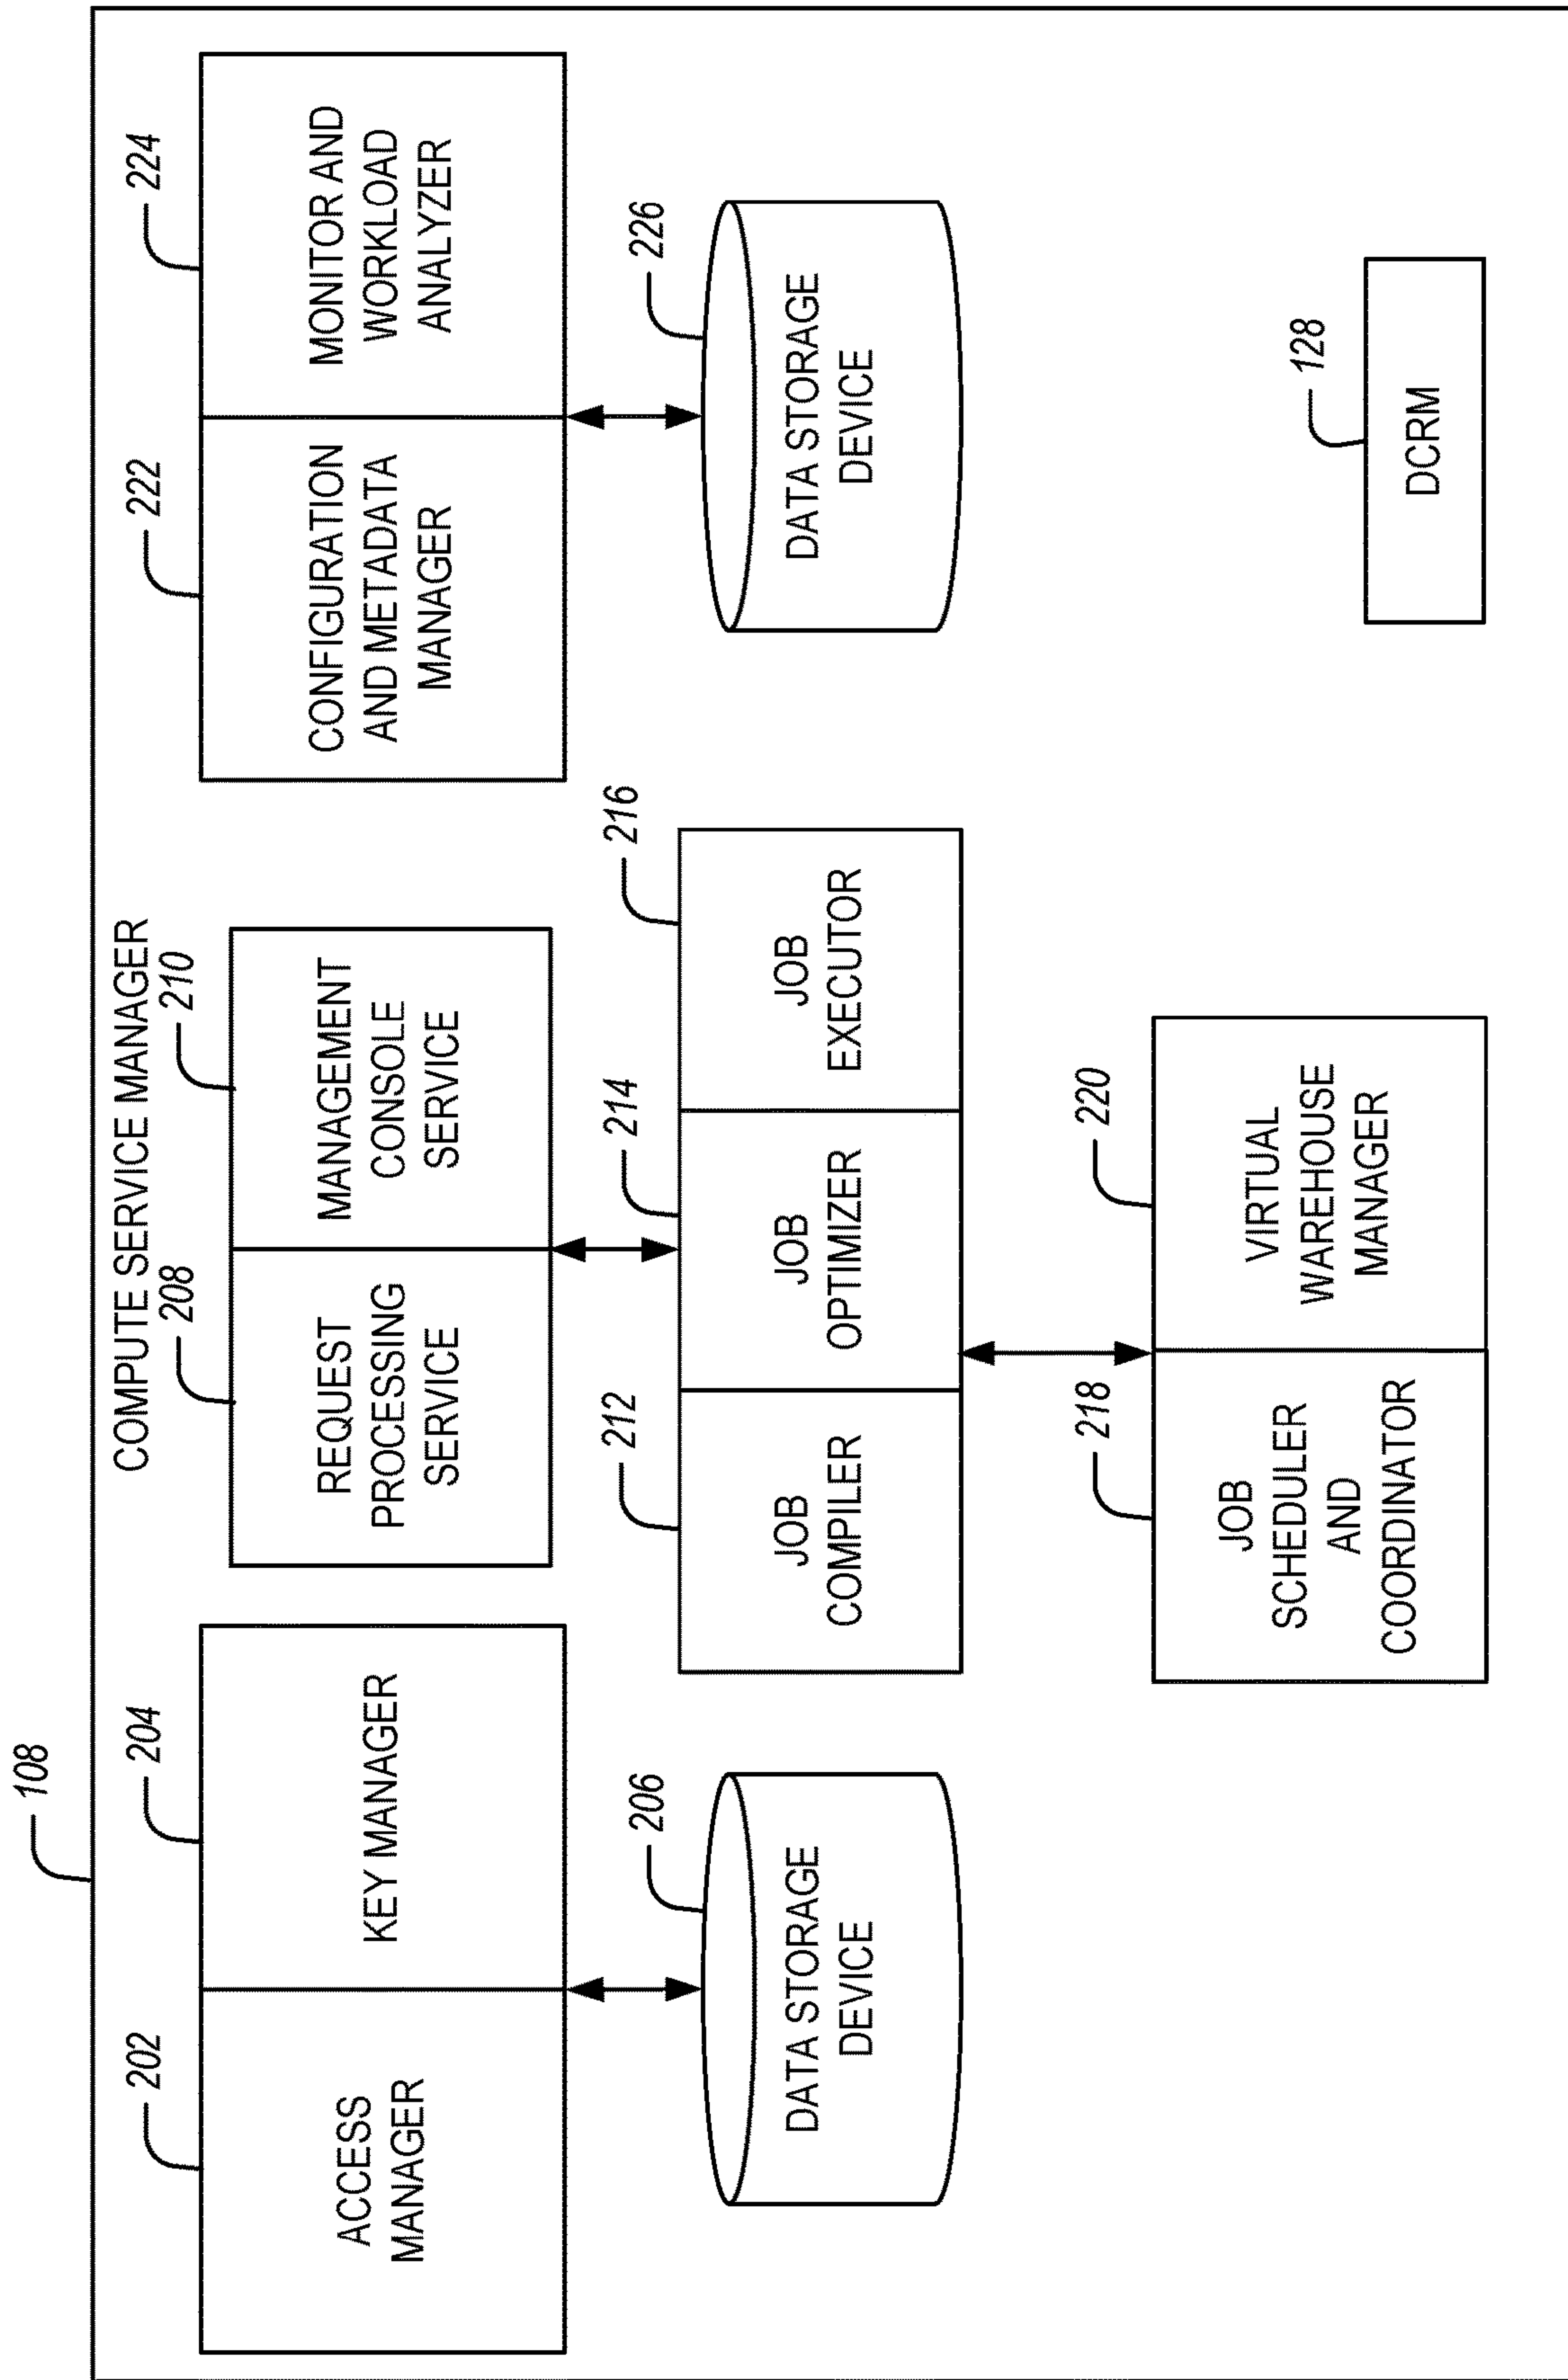 108
COMPUTE SERVICE MANAGER
202
204
ACCESS
MANAGER
KEY MANAGER
206
DATA STORAGE
DEVICE
208
210
REQUEST
PROCESSING
SERVICE
MANAGEMENT
CONSOLE
SERVICE
212
214
216
JOB
COMPILER
JOB
OPTIMIZER
JOB
EXECUTOR
218
220
JOB
SCHEDULER
AND
COORDINATOR
VIRTUAL
WAREHOUSE
MANAGER
222
224
CONFIGURATION
AND METADATA
MANAGER
MONITOR AND
WORKLOAD
ANALYZER
226
DATA STORAGE
DEVICE
128
DCRM